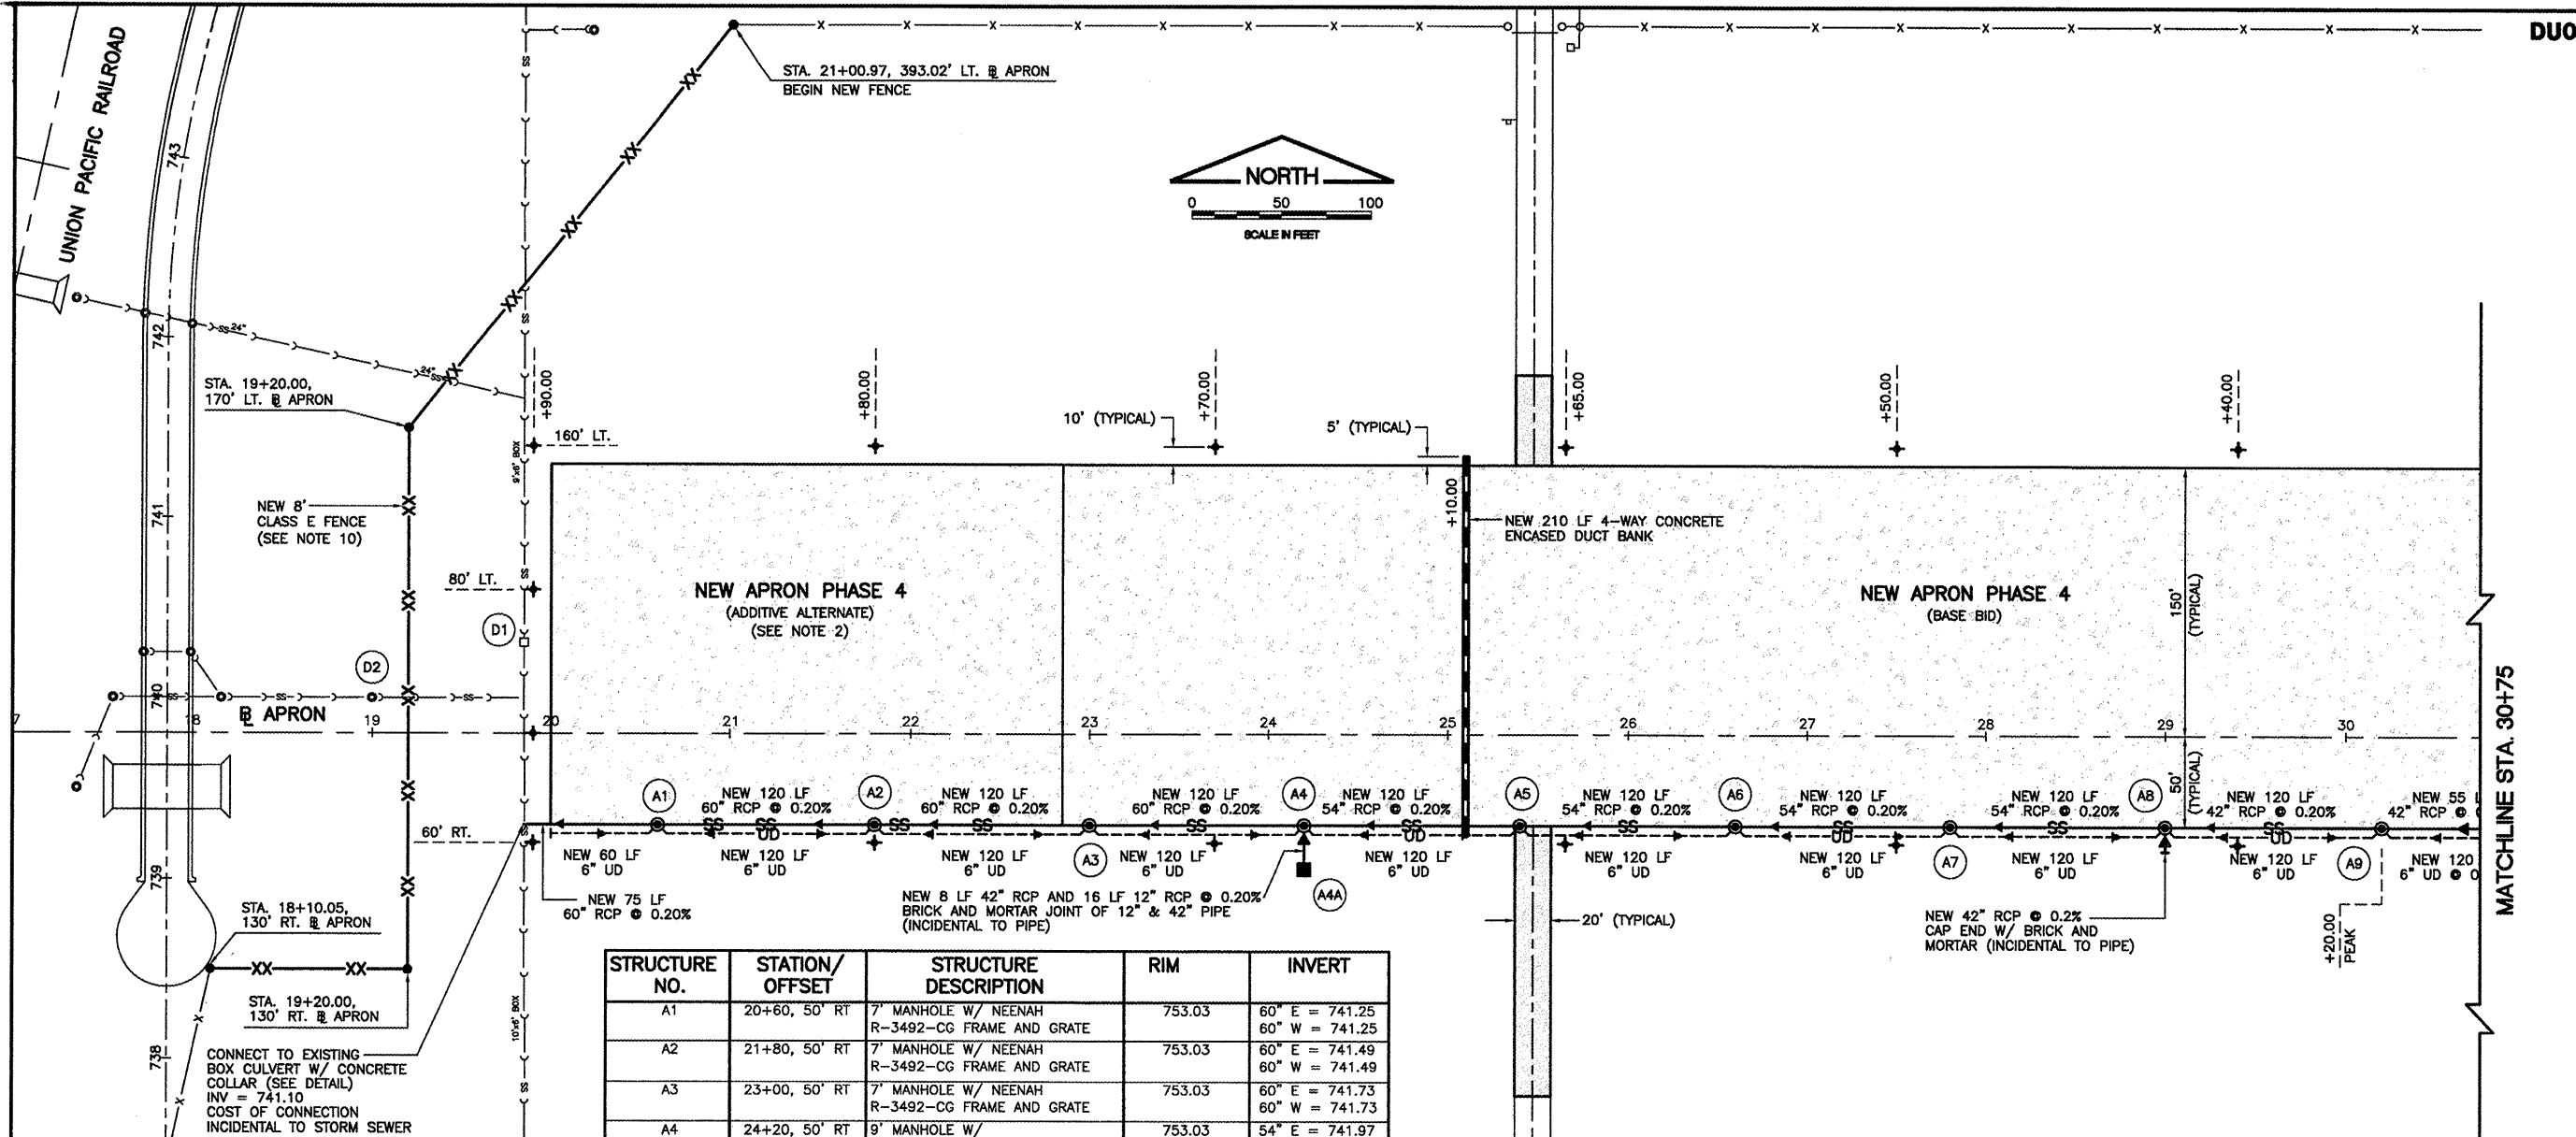 DUO
UNION PACIFIC RAILROAD
743
742
741
740
739
738
STA. 21+00.97, 393.02' LT. ℄ APRON
BEGIN NEW FENCE
NORTH
0 50 100
SCALE IN FEET
SS 24"
24" SS
STA. 19+20.00,
170' LT. ℄ APRON
+90.00
+80.00
+70.00
+65.00
+50.00
+40.00
160' LT.
10' (TYPICAL)
5' (TYPICAL)
9'x6' BOX
NEW 8'
CLASS E FENCE
(SEE NOTE 10)
+10.00
NEW 210 LF 4-WAY CONCRETE
ENCASED DUCT BANK
80' LT.
D1
D2
NEW APRON PHASE 4
(ADDITIVE ALTERNATE)
(SEE NOTE 2)
NEW APRON PHASE 4
(BASE BID)
150'
(TYPICAL)
50'
(TYPICAL)
MATCHLINE STA. 30+75
℄ APRON
7 18 19 20 21 22 23 24 25 26 27 28 29 30
A1
NEW 120 LF
60" RCP @ 0.20%
A2
NEW 120 LF
60" RCP @ 0.20%
NEW 120 LF
60" RCP @ 0.20%
A4
NEW 120 LF
54" RCP @ 0.20%
A5
NEW 120 LF
54" RCP @ 0.20%
A6
NEW 120 LF
54" RCP @ 0.20%
NEW 120 LF
54" RCP @ 0.20%
A8
NEW 120 LF
42" RCP @ 0.20%
NEW 55 L
42" RCP @
60' RT.
NEW 60 LF
6" UD
NEW 120 LF
6" UD
A3
NEW 120 LF
6" UD
NEW 120 LF
6" UD
NEW 120 LF
6" UD
NEW 120 LF
6" UD
A7
NEW 120 LF
6" UD
NEW 120 LF
6" UD
A9
NEW 120
6" UD @ 0
NEW 75 LF
60" RCP @ 0.20%
NEW 8 LF 42" RCP AND 16 LF 12" RCP @ 0.20%
BRICK AND MORTAR JOINT OF 12" & 42" PIPE
(INCIDENTAL TO PIPE)
A4A
20' (TYPICAL)
NEW 42" RCP @ 0.2%
CAP END W/ BRICK AND
MORTAR (INCIDENTAL TO PIPE)
+20.00
PEAK
STA. 18+10.05,
130' RT. ℄ APRON
STA. 19+20.00,
130' RT. ℄ APRON
10'x6' BOX
CONNECT TO EXISTING
BOX CULVERT W/ CONCRETE
COLLAR (SEE DETAIL)
INV = 741.10
COST OF CONNECTION
INCIDENTAL TO STORM SEWER
STRUCTURE NO. STATION/ OFFSET STRUCTURE DESCRIPTION RIM INVERT
A1 20+60, 50' RT 7' MANHOLE W/ NEENAH 753.03 60" E = 741.25
R-3492-CG FRAME AND GRATE 60" W = 741.25
A2 21+80, 50' RT 7' MANHOLE W/ NEENAH 753.03 60" E = 741.49
R-3492-CG FRAME AND GRATE 60" W = 741.49
A3 23+00, 50' RT 7' MANHOLE W/ NEENAH 753.03 60" E = 741.73
R-3492-CG FRAME AND GRATE 60" W = 741.73
A4 24+20, 50' RT 9' MANHOLE W/ 753.03 54" E = 741.97